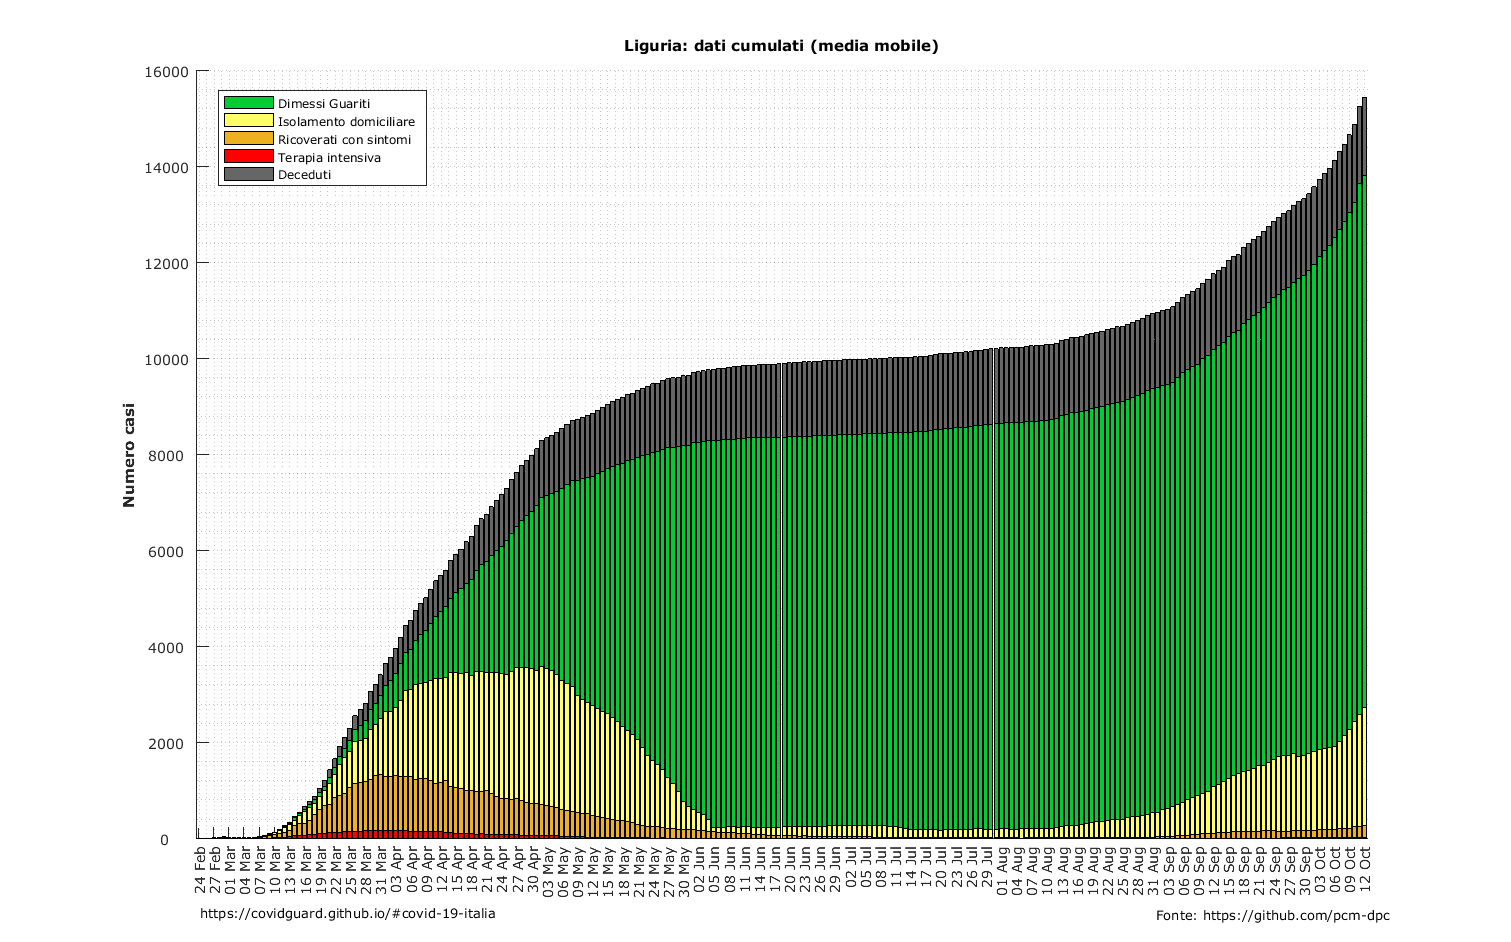 Liguria: dati cumulati (media mobile)
16000
14000
12000
10000
8000
6000
4000
2000
0
Numero casi
Dimessi Guariti
Isolamento domiciliare
Ricoverati con sintomi
Terapia intensiva
Deceduti
24 Feb
27 Feb
01 Mar
04 Mar
07 Mar
10 Mar
13 Mar
16 Mar
19 Mar
22 Mar
25 Mar
28 Mar
31 Mar
03 Apr
06 Apr
09 Apr
12 Apr
15 Apr
18 Apr
21 Apr
24 Apr
27 Apr
30 Apr
03 May
06 May
09 May
12 May
15 May
18 May
21 May
24 May
27 May
30 May
02 Jun
05 Jun
08 Jun
11 Jun
14 Jun
17 Jun
20 Jun
23 Jun
26 Jun
29 Jun
02 Jul
05 Jul
08 Jul
11 Jul
14 Jul
17 Jul
20 Jul
23 Jul
26 Jul
29 Jul
01 Aug
04 Aug
07 Aug
10 Aug
13 Aug
16 Aug
19 Aug
22 Aug
25 Aug
28 Aug
31 Aug
03 Sep
06 Sep
09 Sep
12 Sep
15 Sep
18 Sep
21 Sep
24 Sep
27 Sep
30 Sep
03 Oct
06 Oct
09 Oct
12 Oct
https://covidguard.github.io/#covid-19-italia
Fonte: https://github.com/pcm-dpc